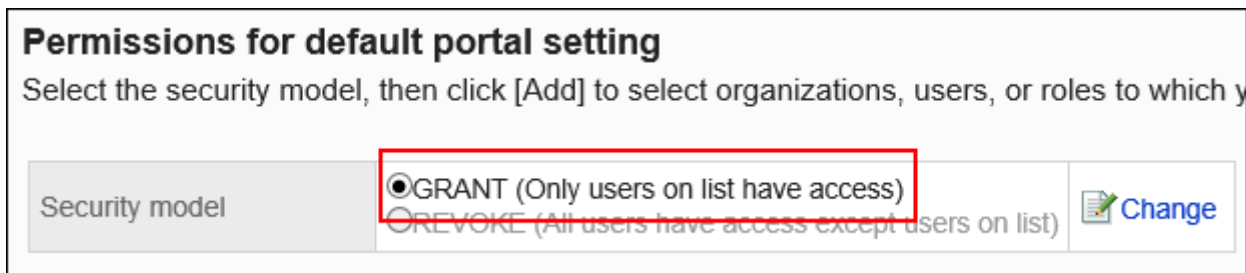 Permissions for default portal setting
Select the security model, then click [Add] to select organizations, users, or roles to which
Security model
GRANT (Only users on list have access)
REVOKE (All users have access except users on list)
Change